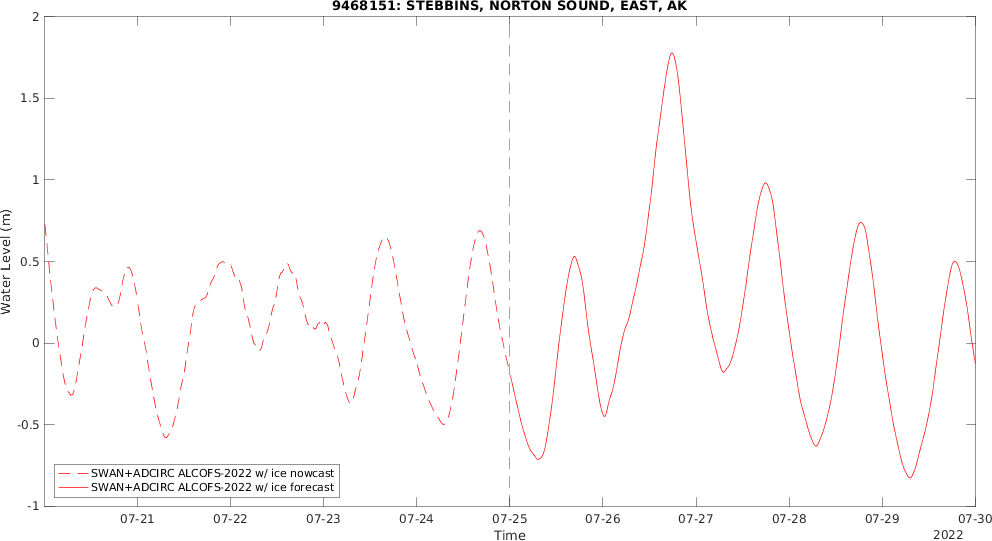 9468151: STEBBINS, NORTON SOUND, EAST, AK
2
1.5
1
0.5
0
-0.5
-1
Water Level (m)
SWAN+ADCIRC ALCOFS-2022 w/ ice nowcast
SWAN+ADCIRC ALCOFS-2022 w/ ice forecast
07-21 07-22 07-23 07-24 07-25 07-26 07-27 07-28 07-29 07-30
Time
2022